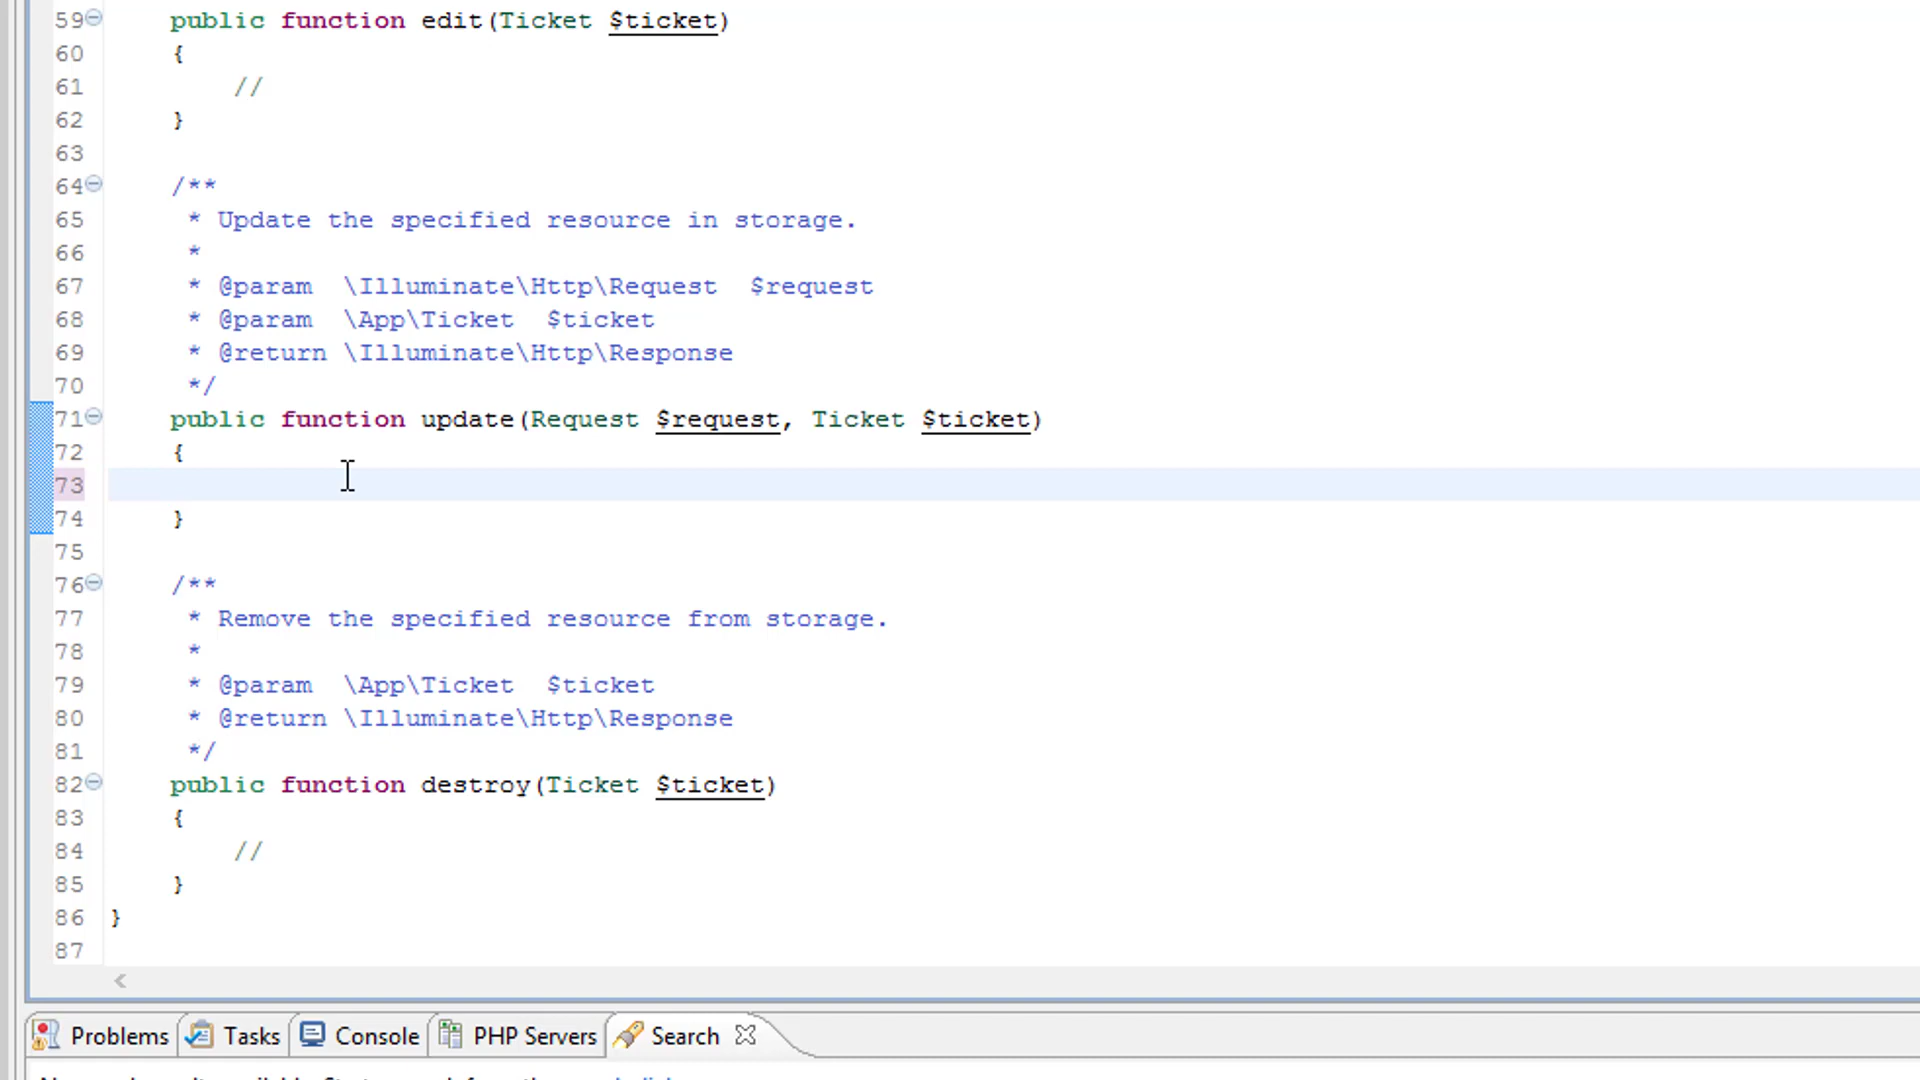 59 public function edit(Ticket $ticket)
60 {
61 //
62 }
63
64 /**
65 * Update the specified resource in storage.
66 *
67 * @param \Illuminate\Http\Request $request
68 * @param \App\Ticket $ticket
69 * @return \Illuminate\Http\Response
70 */
71 public function update(Request $request, Ticket $ticket)
72 {
73
74 }
75
76 /**
77 * Remove the specified resource from storage.
78 *
79 * @param \App\Ticket $ticket
80 * @return \Illuminate\Http\Response
81 */
82 public function destroy(Ticket $ticket)
83 {
84 //
85 }
86 }
87
Problems Tasks Console PHP Servers Search